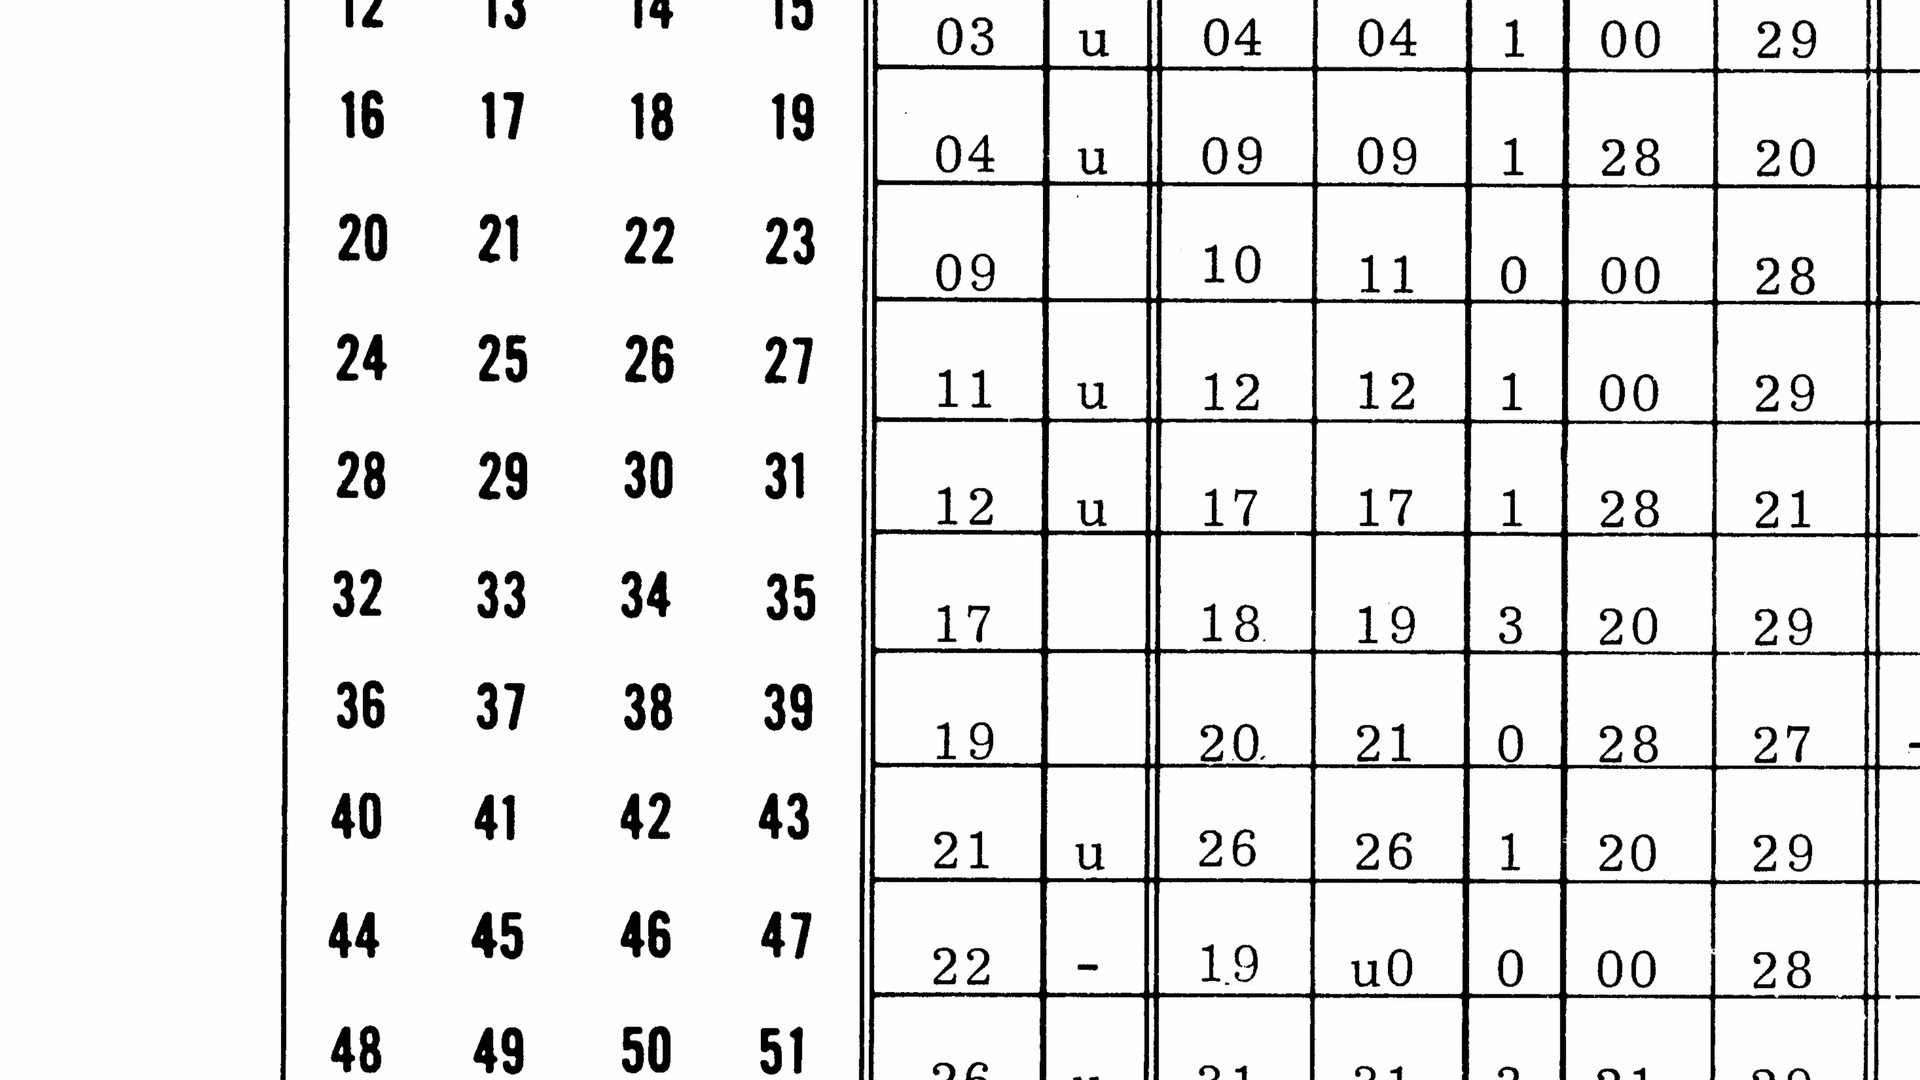 12 13 14 15 03 u 04 04 1 00 29
16 17 18 19 04 u 09 09 1 28 20
20 21 22 23 09 10 11 0 00 28
24 25 26 27 11 u 12 12 1 00 29
28 29 30 31 12 u 17 17 1 28 21
32 33 34 35 17 18 19 3 20 29
36 37 38 39 19 20 21 0 28 27 -
40 41 42 43 21 u 26 26 1 20 29
44 45 46 47 22 - 19 u0 0 00 28
48 49 50 51 26 u 31 31 21